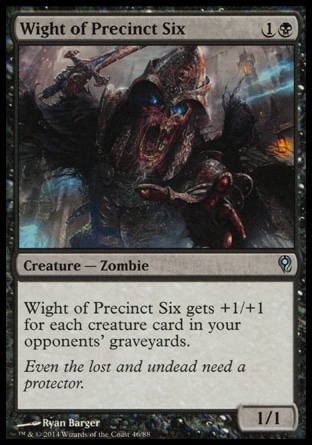 Wight of Precinct Six 1
Creature — Zombie
Wight of Precinct Six gets +1/+1
for each creature card in your
opponents' graveyards.
Even the lost and undead need a
protector.
Ryan Barger
™ & © 2014 Wizards of the Coast 46/88
1/1